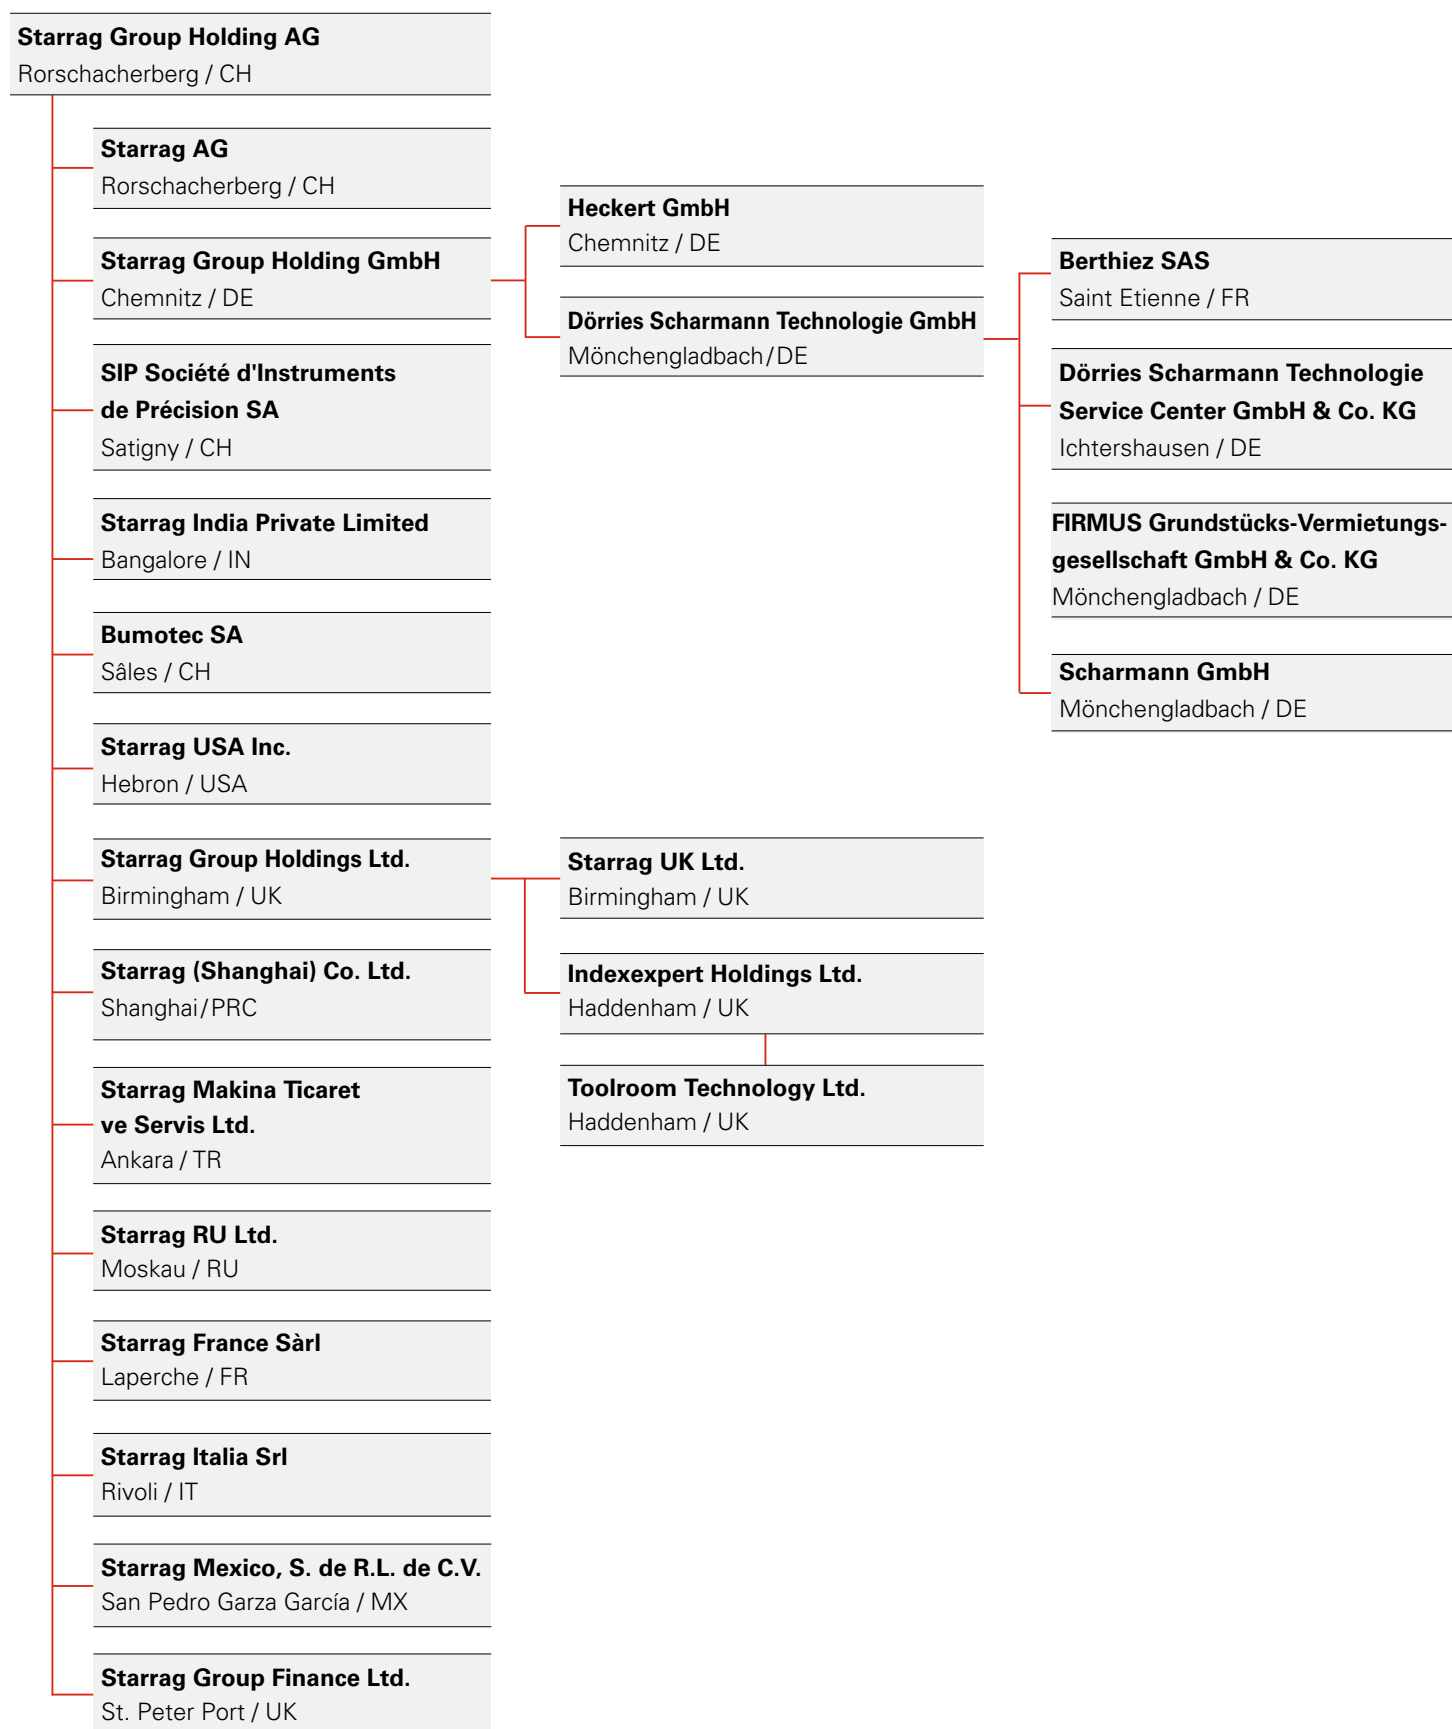 Starrag Group Holding AG
Rorschacherberg / CH
Starrag AG
Rorschacherberg / CH
Starrag Group Holding GmbH
Chemnitz / DE
SIP Société d'Instruments
de Précision SA
Satigny / CH
Starrag India Private Limited
Bangalore / IN
Bumotec SA
Sâles / CH
Starrag USA Inc.
Hebron / USA
Starrag Group Holdings Ltd.
Birmingham / UK
Starrag (Shanghai) Co. Ltd.
Shanghai/PRC
Starrag Makina Ticaret
ve Servis Ltd.
Ankara / TR
Starrag RU Ltd.
Moskau / RU
Starrag France Sàrl
Laperche / FR
Starrag Italia Srl
Rivoli / IT
Starrag Mexico, S. de R.L. de C.V.
San Pedro Garza García / MX
Starrag Group Finance Ltd.
St. Peter Port / UK
Heckert GmbH
Chemnitz / DE
Dörries Scharmann Technologie GmbH
Mönchengladbach/DE
Starrag UK Ltd.
Birmingham / UK
Indexexpert Holdings Ltd.
Haddenham / UK
Toolroom Technology Ltd.
Haddenham / UK
Berthiez SAS
Saint Etienne / FR
Dörries Scharmann Technologie
Service Center GmbH & Co. KG
Ichtershausen / DE
FIRMUS Grundstücks-Vermietungs-
gesellschaft GmbH & Co. KG
Mönchengladbach / DE
Scharmann GmbH
Mönchengladbach / DE